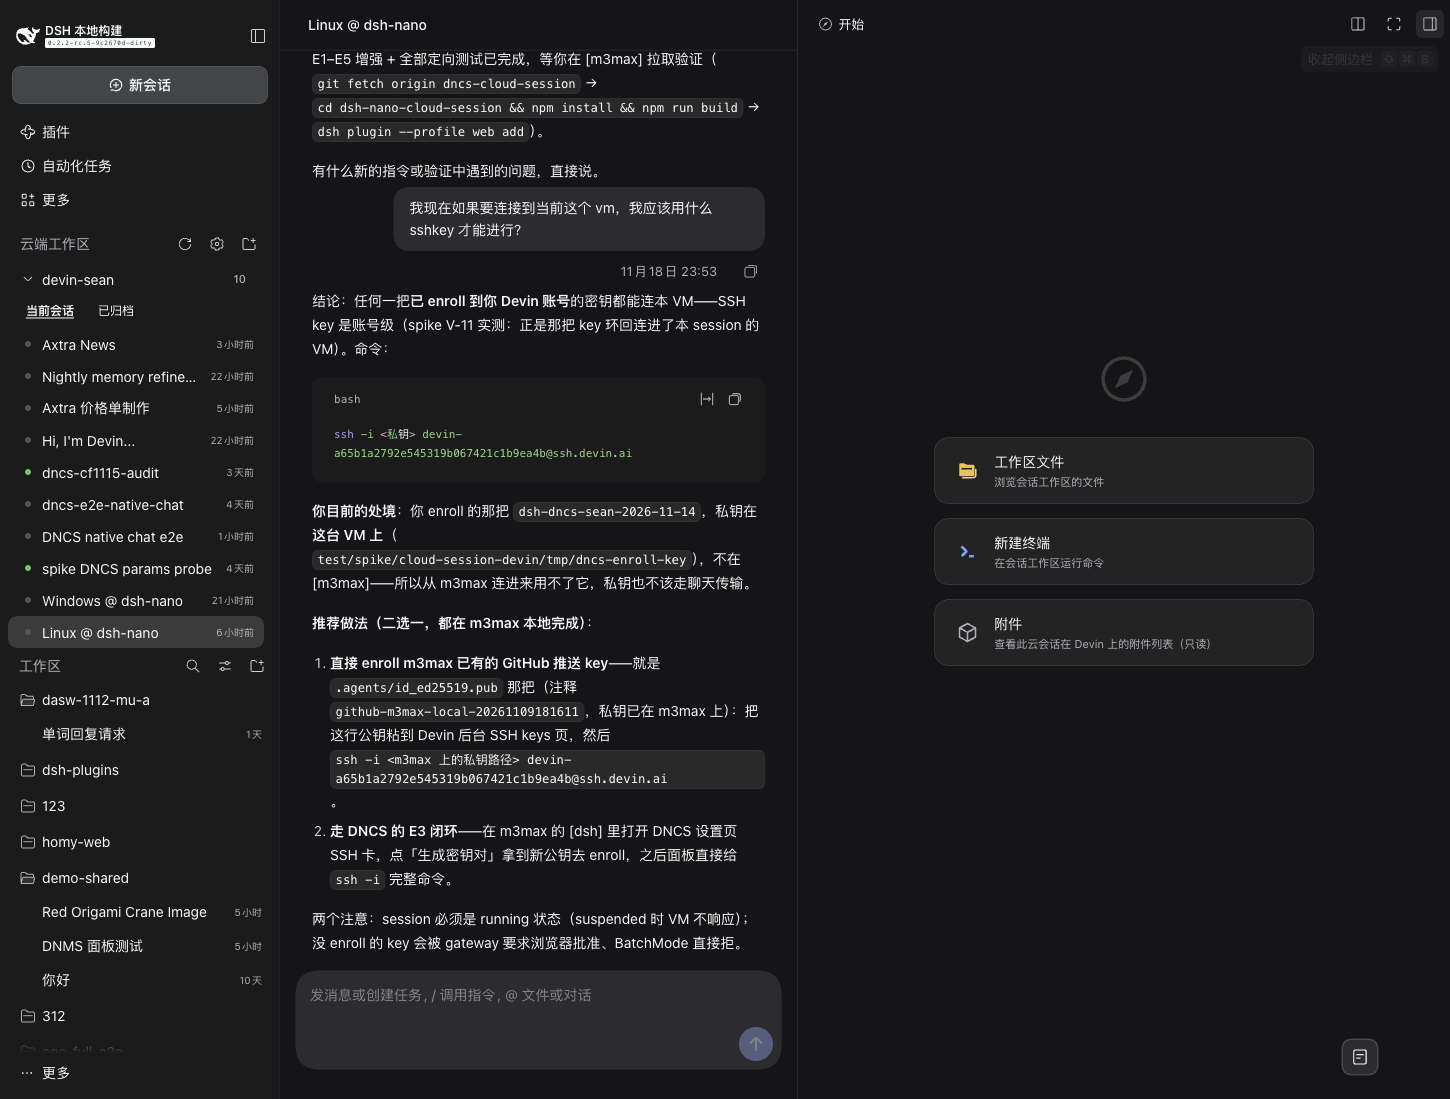 DSH 本地构建
0.2.2-rc.5-9c2670d-dirty
新会话
插件
自动化任务
更多
云端工作区
devin-sean 10
当前会话 已归档
Axtra News 3小时前
Nightly memory refine... 22小时前
Axtra 价格单制作 5小时前
Hi, I'm Devin... 22小时前
dncs-cf1115-audit 3天前
dncs-e2e-native-chat 4天前
DNCS native chat e2e 1小时前
spike DNCS params probe 4天前
Windows @ dsh-nano 21小时前
Linux @ dsh-nano 6小时前
工作区
dasw-1112-mu-a
单词回复请求 1天
dsh-plugins
123
homy-web
demo-shared
Red Origami Crane Image 5小时
DNMS 面板测试 5小时
你好 10天
312
更多
Linux @ dsh-nano
E1–E5 增强 + 全部定向测试已完成，等你在 [m3max] 拉取验证（
git fetch origin dncs-cloud-session →
cd dsh-nano-cloud-session && npm install && npm run build →
dsh plugin --profile web add）。
有什么新的指令或验证中遇到的问题，直接说。
我现在如果要连接到当前这个 vm，我应该用什么
sshkey 才能进行?
11月18日 23:53
结论：任何一把已 enroll 到你 Devin 账号的密钥都能连本 VM——SSH
key 是账号级（spike V-11 实测：正是那把 key 环回连进了本 session 的
VM）。命令：
bash
ssh -i <私钥> devin-
a65b1a2792e545319b067421c1b9ea4b@ssh.devin.ai
你目前的处境：你 enroll 的那把 dsh-dncs-sean-2026-11-14，私钥在
这台 VM 上（
test/spike/cloud-session-devin/tmp/dncs-enroll-key），不在
[m3max]——所以从 m3max 连进来用不了它，私钥也不该走聊天传输。
推荐做法（二选一，都在 m3max 本地完成）：
1. 直接 enroll m3max 已有的 GitHub 推送 key——就是
.agents/id_ed25519.pub 那把（注释
github-m3max-local-20261109181611，私钥已在 m3max 上）：把
这行公钥粘到 Devin 后台 SSH keys 页，然后
ssh -i <m3max 上的私钥路径> devin-
a65b1a2792e545319b067421c1b9ea4b@ssh.devin.ai
。
2. 走 DNCS 的 E3 闭环——在 m3max 的 [dsh] 里打开 DNCS 设置页
SSH 卡，点「生成密钥对」拿到新公钥去 enroll，之后面板直接给
ssh -i 完整命令。
两个注意：session 必须是 running 状态（suspended 时 VM 不响应）；
没 enroll 的 key 会被 gateway 要求浏览器批准、BatchMode 直接拒。
发消息或创建任务, / 调用指令, @ 文件或对话
开始
收起侧边栏 ⇧ ⌘ B
工作区文件
浏览会话工作区的文件
新建终端
在会话工作区运行命令
附件
查看此云会话在 Devin 上的附件列表（只读）